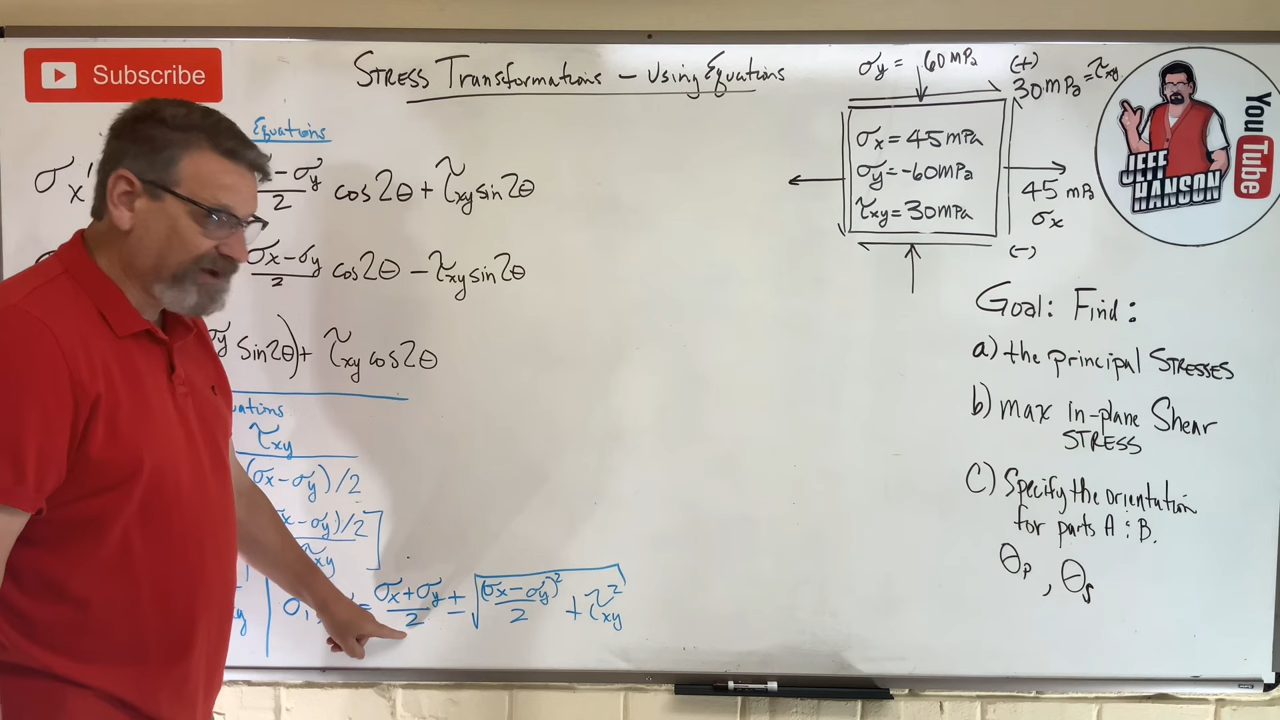 Subscribe
STRESS Transformations - Using Equations
Equations
σx' - σy / 2 cos2θ + τxy sin2θ
σx - σy / 2 cos2θ - τxy sin2θ
σy sin2θ) + τxy cos2θ
τxy
(σx - σy)/2
σx - σy)/2]
τxy
σ1, = σx + σy / 2 ± √(σx - σy / 2)² + τxy²
σy = 60 MPa
(+)
30 mPa = τxy
σx = 45 mPa
σy = -60 mPa
τxy = 30 mPa
45 mPa
σx
(-)
Goal: Find:
a) the principal STRESSES
b) max in-plane Shear
STRESS
C) Specify the orientation
for parts A : B.
θp, θs
JEFF
HANSON
YouTube